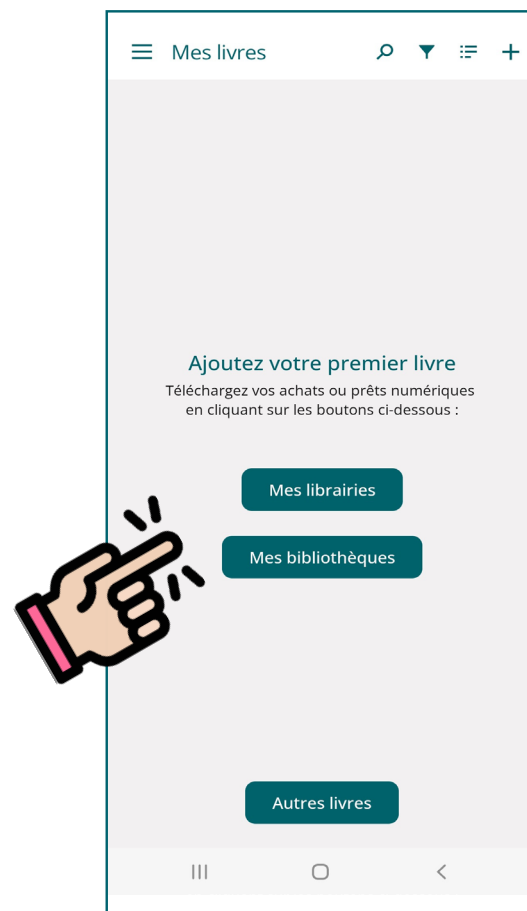 Mes livres
Ajoutez votre premier livre
Téléchargez vos achats ou prêts numériques
en cliquant sur les boutons ci-dessous :
Mes librairies
Mes bibliothèques
Autres livres